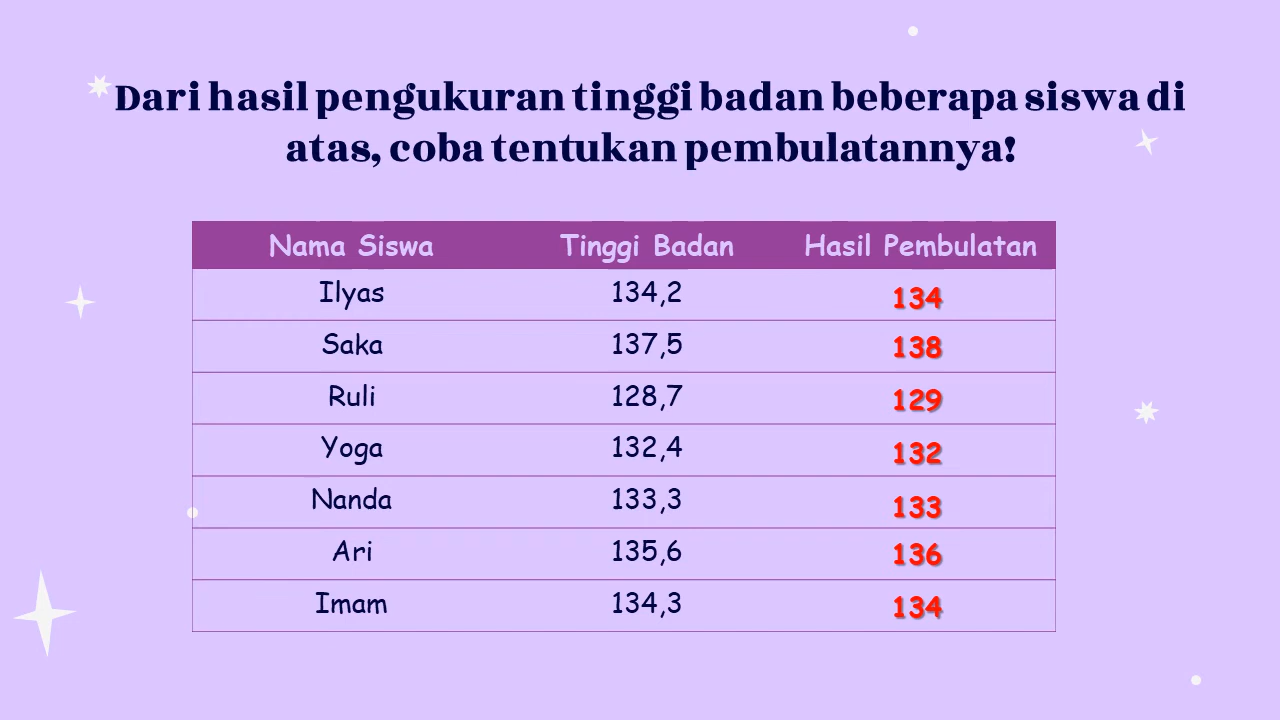 Dari hasil pengukuran tinggi badan beberapa siswa di
atas, coba tentukan pembulatannya!
Nama Siswa Tinggi Badan Hasil Pembulatan
Ilyas 134,2 134
Saka 137,5 138
Ruli 128,7 129
Yoga 132,4 132
Nanda 133,3 133
Ari 135,6 136
Imam 134,3 134